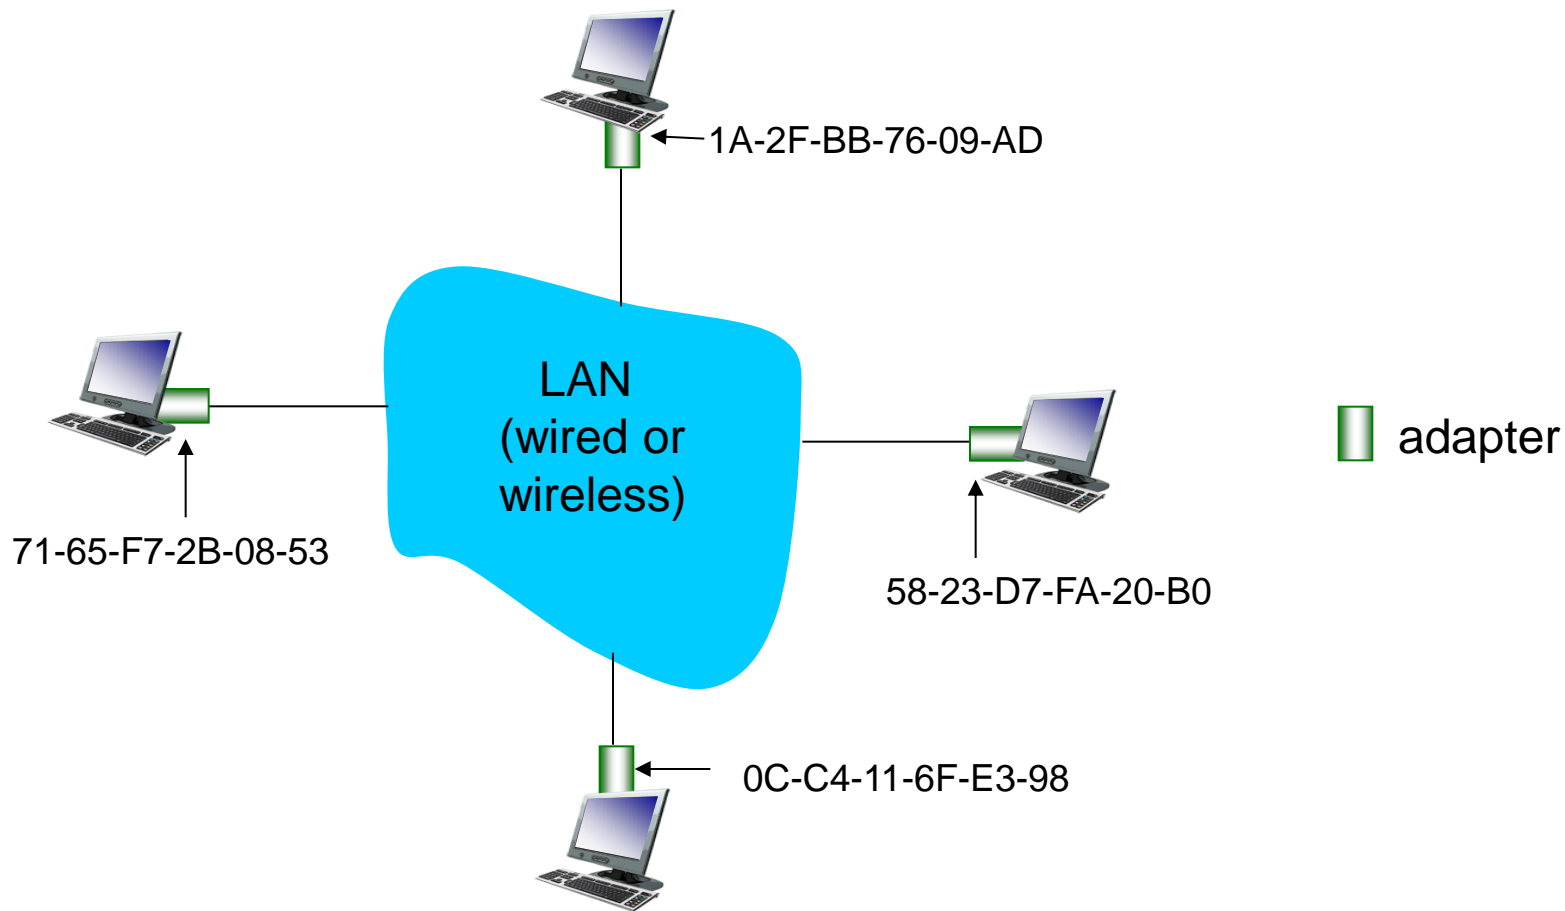 1A-2F-BB-76-09-AD
LAN
(wired or
wireless)
adapter
71-65-F7-2B-08-53
58-23-D7-FA-20-B0
0C-C4-11-6F-E3-98